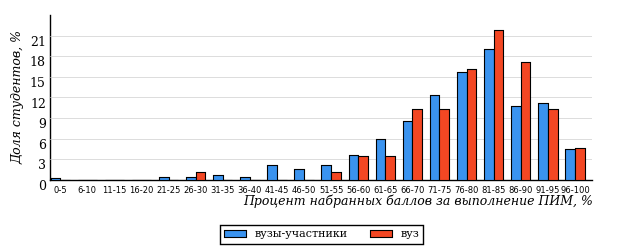 Доля студентов, %
21
18
15
12
9
6
3
0
0-5 6-10 11-15 16-20 21-25 26-30 31-35 36-40 41-45 46-50 51-55 56-60 61-65 66-70 71-75 76-80 81-85 86-90 91-95 96-100
Процент набранных баллов за выполнение ПИМ, %
вузы-участники вуз